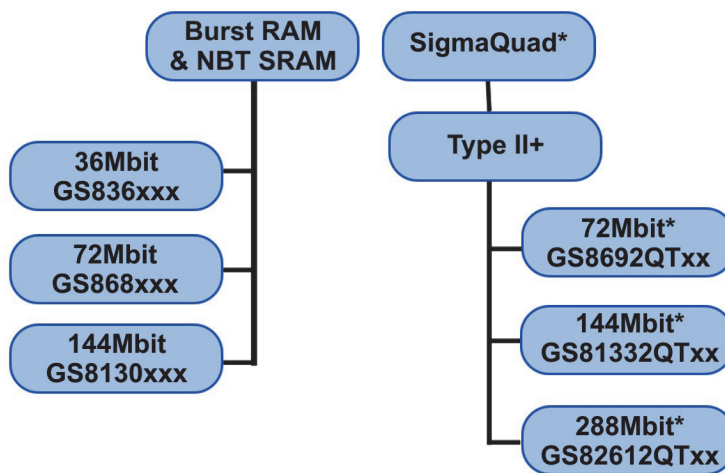 Burst RAM
& NBT SRAM
36Mbit
GS836xxx
72Mbit
GS868xxx
144Mbit
GS8130xxx
SigmaQuad*
Type II+
72Mbit*
GS8692QTxx
144Mbit*
GS81332QTxx
288Mbit*
GS82612QTxx